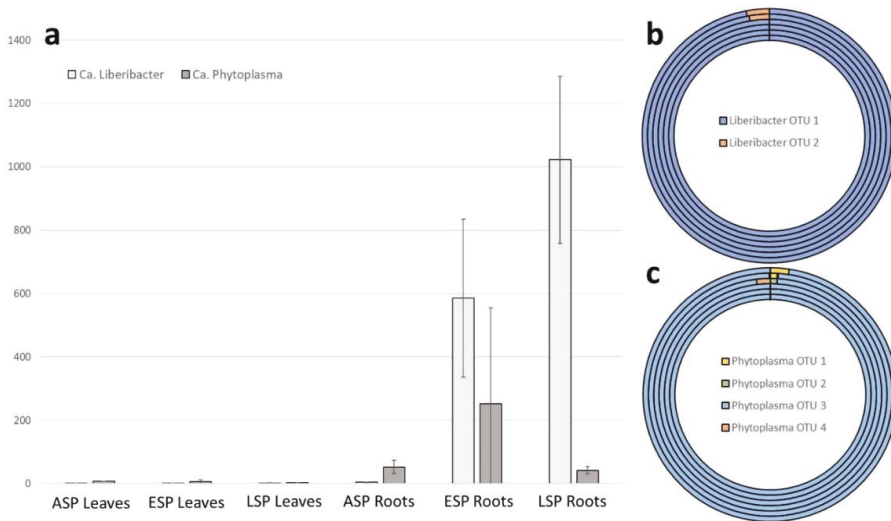 a
1400
1200
1000
800
600
400
200
0
Ca. Liberibacter
Ca. Phytoplasma
ASP Leaves
ESP Leaves
LSP Leaves
ASP Roots
ESP Roots
LSP Roots
b
Liberibacter OTU 1
Liberibacter OTU 2
c
Phytoplasma OTU 1
Phytoplasma OTU 2
Phytoplasma OTU 3
Phytoplasma OTU 4